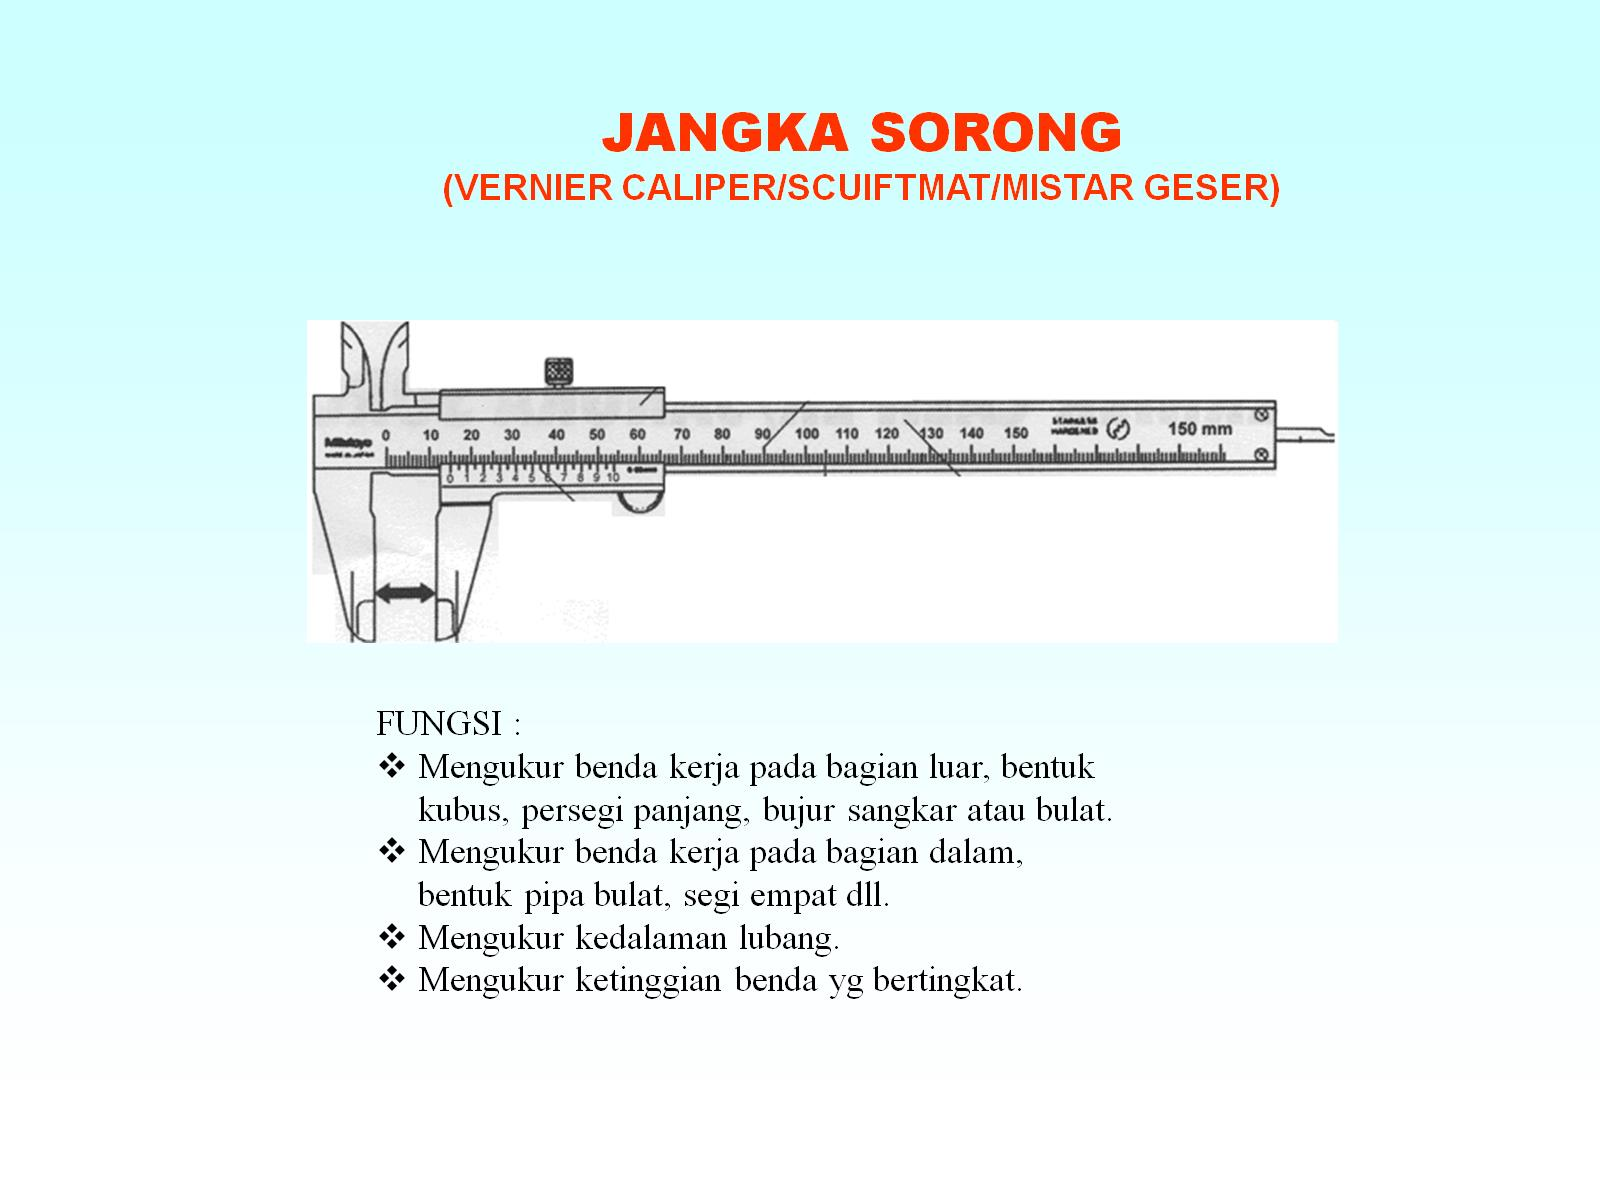 JANGKA SORONG
(VERNIER CALIPER/SCUIFTMAT/MISTAR GESER)
Mitutoyo 0 10 20 30 40 50 60 70 80 90 100 110 120 130 140 150 150 mm
0 1 2 3 4 5 6 7 8 9 10
FUNGSI :
❖ Mengukur benda kerja pada bagian luar, bentuk
kubus, persegi panjang, bujur sangkar atau bulat.
❖ Mengukur benda kerja pada bagian dalam,
bentuk pipa bulat, segi empat dll.
❖ Mengukur kedalaman lubang.
❖ Mengukur ketinggian benda yg bertingkat.